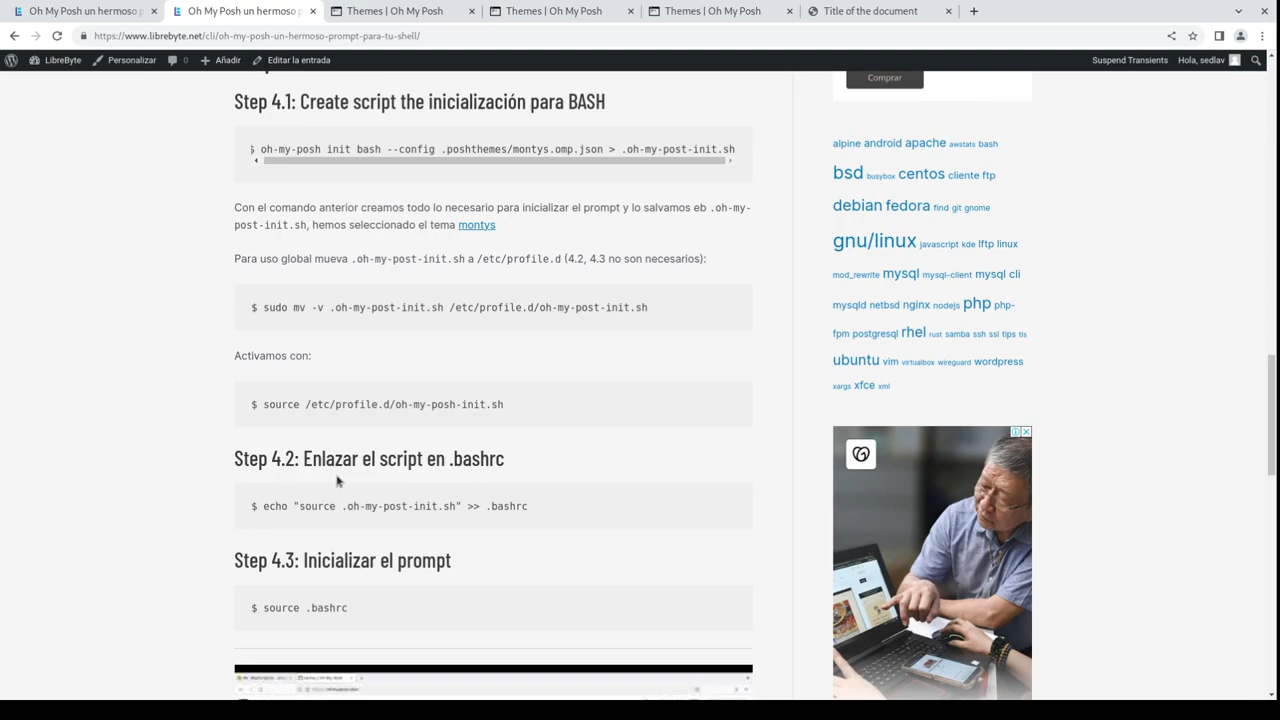 Oh My Posh un hermoso p
Oh My Posh un hermoso p
Themes | Oh My Posh
Themes | Oh My Posh
Themes | Oh My Posh
Title of the document
https://www.librebyte.net/cli/oh-my-posh-un-hermoso-prompt-para-tu-shell/
LibreByte
Personalizar
0
Añadir
Editar la entrada
Suspend Transients
Hola, sedlav
Step 4.1: Create script the inicialización para BASH
$ oh-my-posh init bash --config .poshthemes/montys.omp.json > .oh-my-post-init.sh
Con el comando anterior creamos todo lo necesario para inicializar el prompt y lo salvamos eb .oh-my-
post-init.sh, hemos seleccionado el tema montys
Para uso global mueva .oh-my-post-init.sh a /etc/profile.d (4.2, 4.3 no son necesarios):
$ sudo mv -v .oh-my-post-init.sh /etc/profile.d/oh-my-post-init.sh
Activamos con:
$ source /etc/profile.d/oh-my-posh-init.sh
Step 4.2: Enlazar el script en .bashrc
$ echo "source .oh-my-post-init.sh" >> .bashrc
Step 4.3: Inicializar el prompt
$ source .bashrc
Comprar
alpine android apache awstats bash
bsd busybox centos cliente ftp
debian fedora find git gnome
gnu/linux javascript kde lftp linux
mod_rewrite mysql mysql-client mysql cli
mysqld netbsd nginx nodejs php php-
fpm postgresql rhel rust samba ssh ssl tips tls
ubuntu vim virtualbox wireguard wordpress
xargs xfce xml